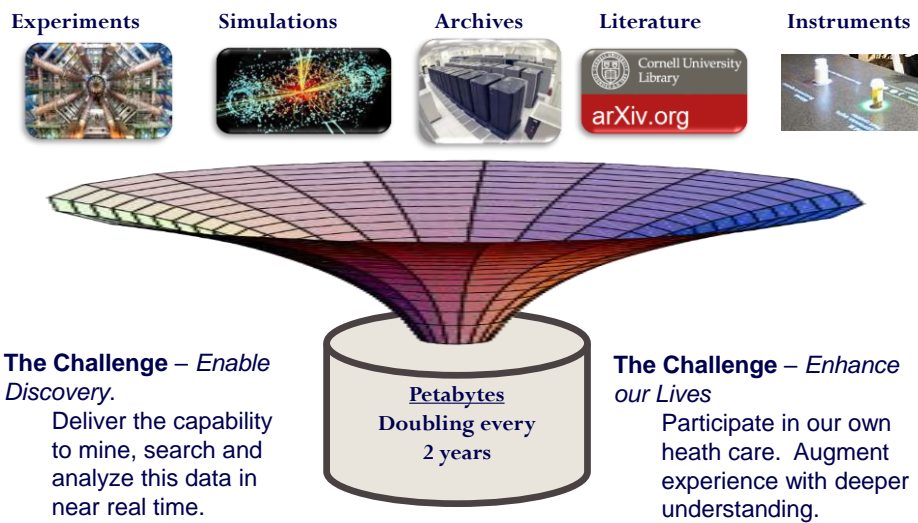 Experiments
Simulations
Archives
Literature
Instruments
Cornell University
Library
arXiv.org
The Challenge – Enable
Discovery.
Deliver the capability
to mine, search and
analyze this data in
near real time.
Petabytes
Doubling every
2 years
The Challenge – Enhance
our Lives
Participate in our own
heath care. Augment
experience with deeper
understanding.